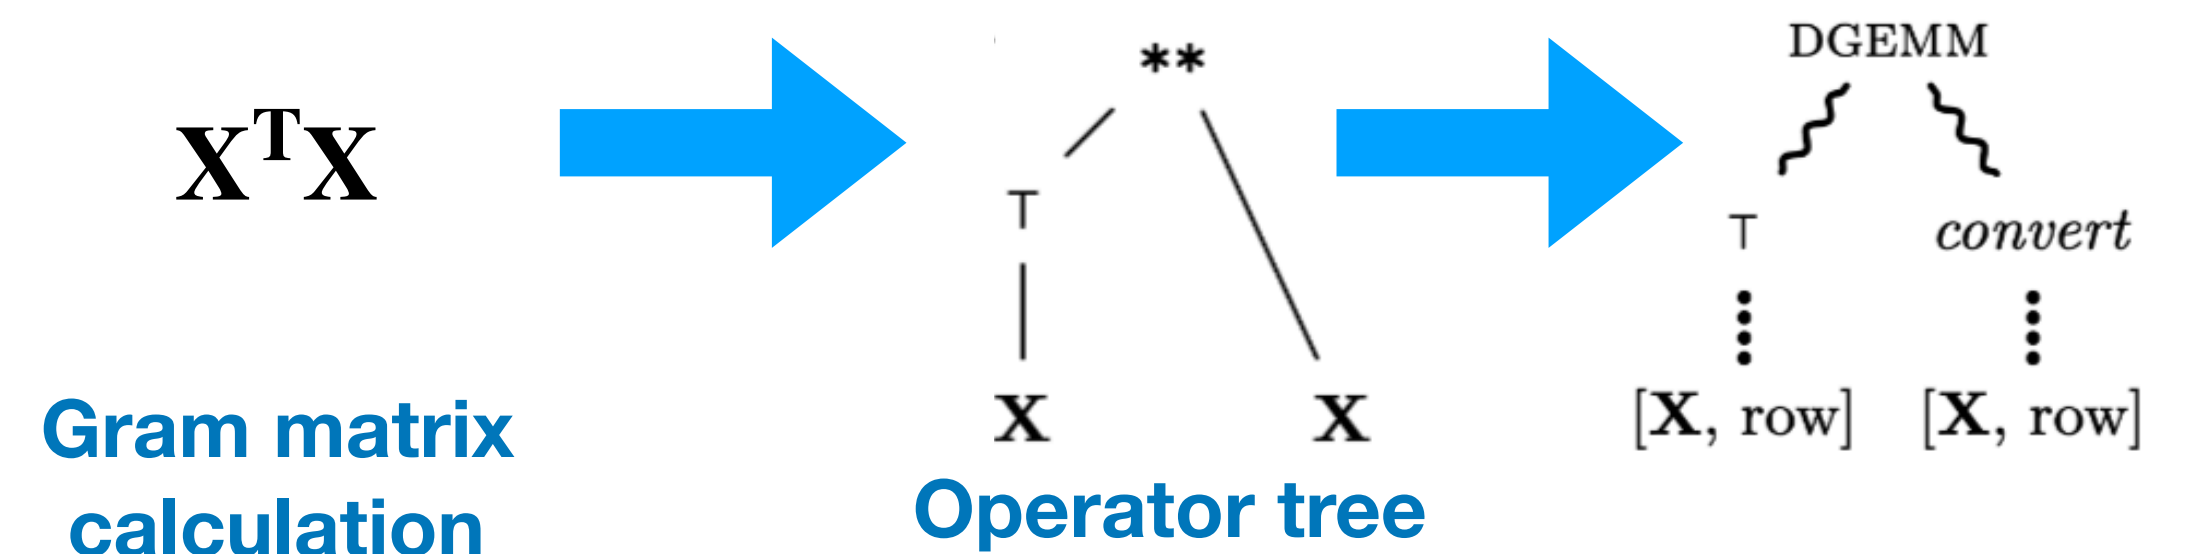 XᵀX
Gram matrix
calculation
**
T
X X
Operator tree
DGEMM
T convert
[X, row] [X, row]